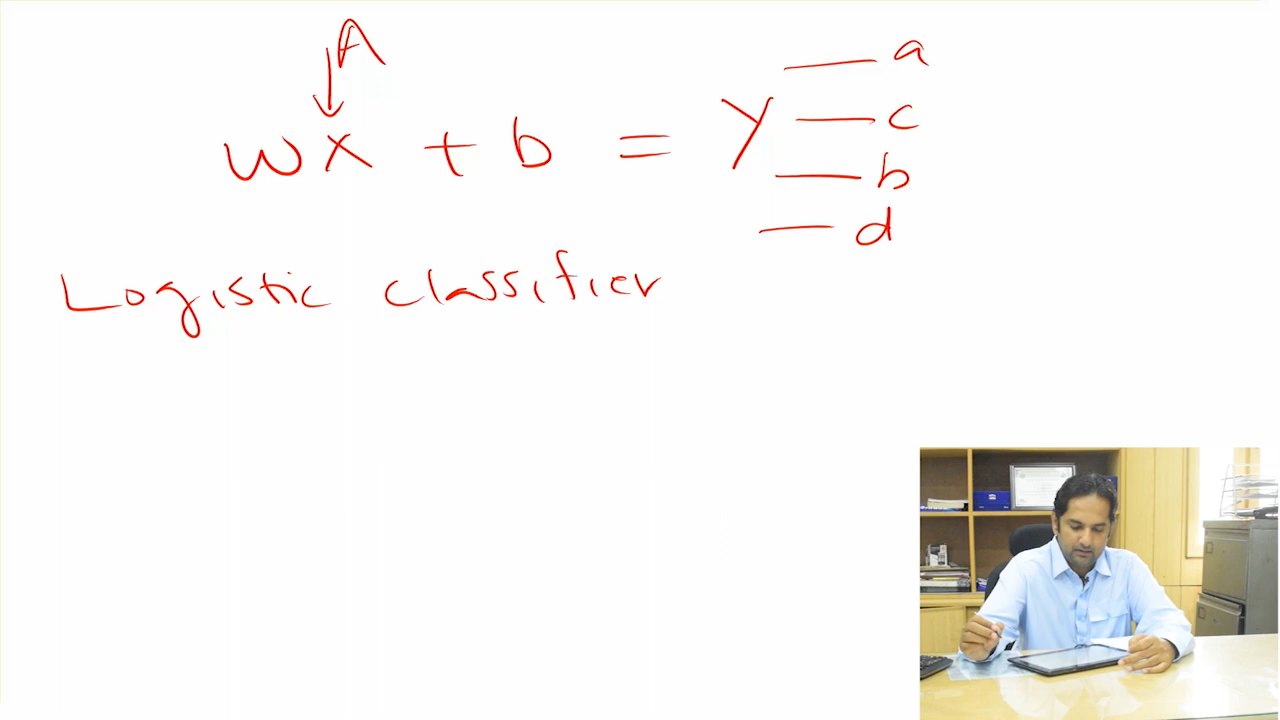 A
a
wx + b = y
c
b
d
Logistic classifier